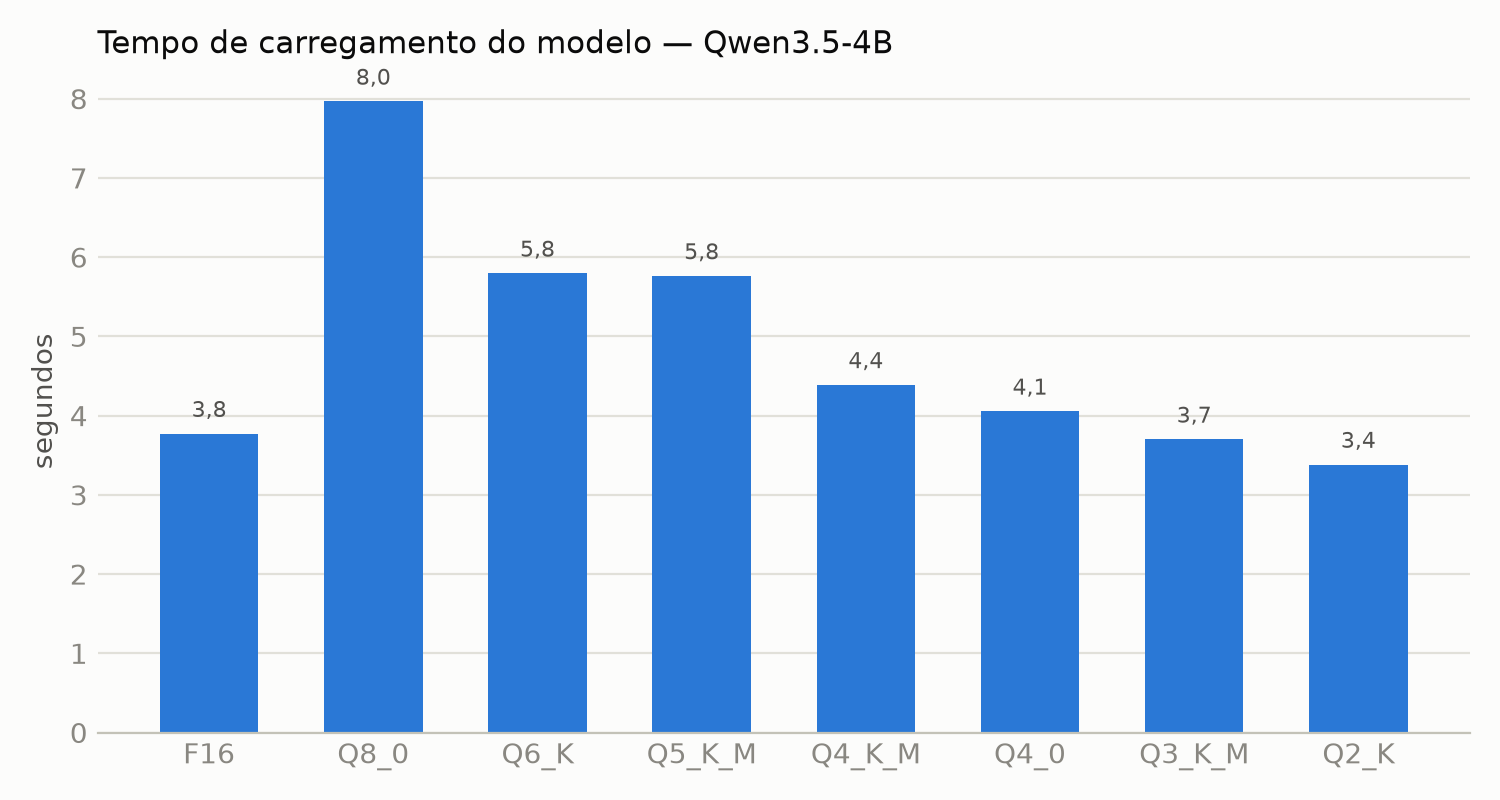 Tempo de carregamento do modelo — Qwen3.5-4B
segundos
8
7
6
5
4
3
2
1
0
3,8
8,0
5,8
5,8
4,4
4,1
3,7
3,4
F16
Q8_0
Q6_K
Q5_K_M
Q4_K_M
Q4_0
Q3_K_M
Q2_K